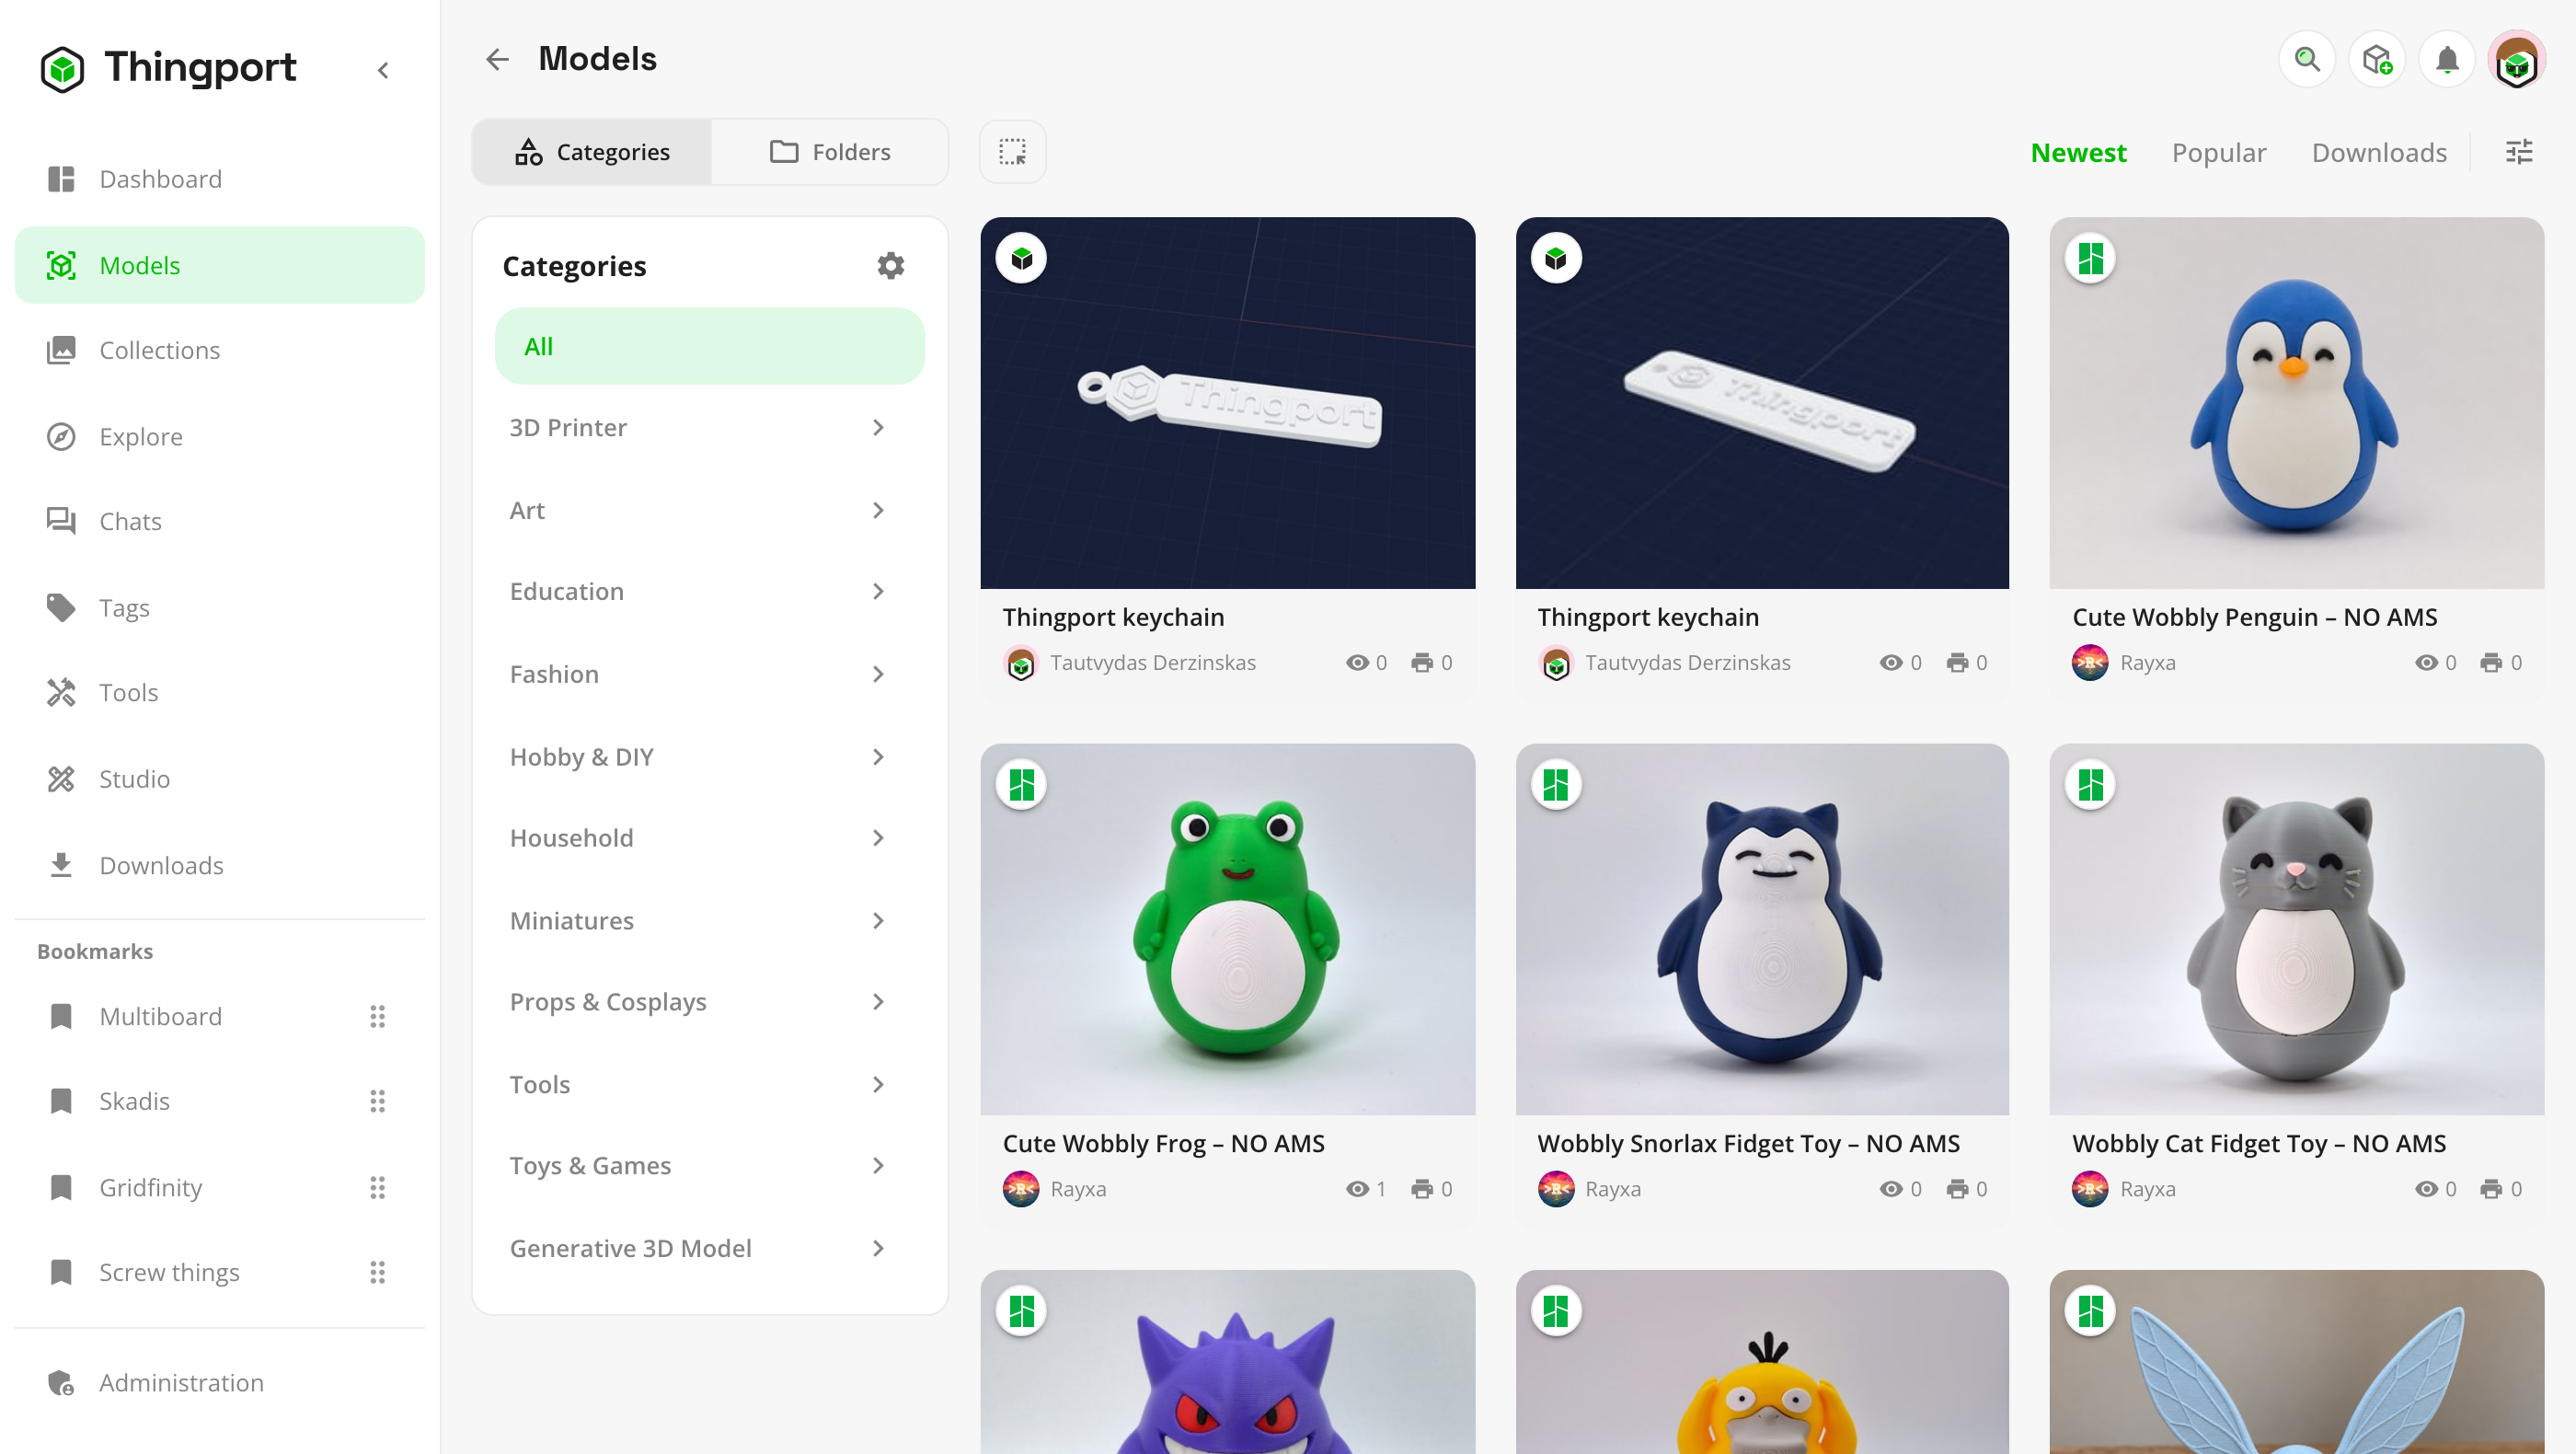 Thingport
Dashboard
Models
Collections
Explore
Chats
Tags
Tools
Studio
Downloads
Bookmarks
Multiboard
Skadis
Gridfinity
Screw things
Administration
Models
Categories
Folders
Newest
Popular
Downloads
Categories
All
3D Printer
Art
Education
Fashion
Hobby & DIY
Household
Miniatures
Props & Cosplays
Tools
Toys & Games
Generative 3D Model
Thingport
Thingport keychain
Tautvydas Derzinskas 0 0
Thingport
Thingport keychain
Tautvydas Derzinskas 0 0
Cute Wobbly Penguin – NO AMS
>R< Rayxa 0 0
Cute Wobbly Frog – NO AMS
>R< Rayxa 1 0
Wobbly Snorlax Fidget Toy – NO AMS
>R< Rayxa 0 0
Wobbly Cat Fidget Toy – NO AMS
>R< Rayxa 0 0